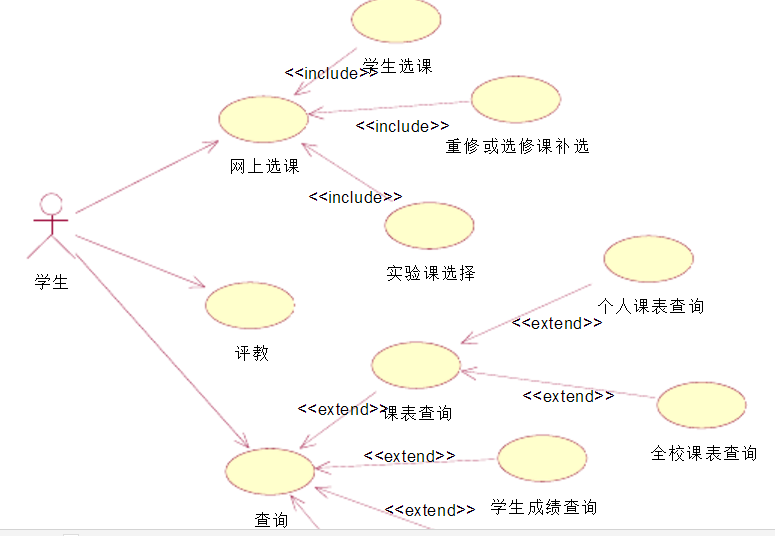 学生选课
<<include>>
<<include>>
重修或选修课补选
网上选课
<<include>>
实验课选择
学生
个人课表查询
<<extend>>
评教
<<extend>>
<<extend>>
课表查询
全校课表查询
<<extend>>
学生成绩查询
<<extend>>
查询